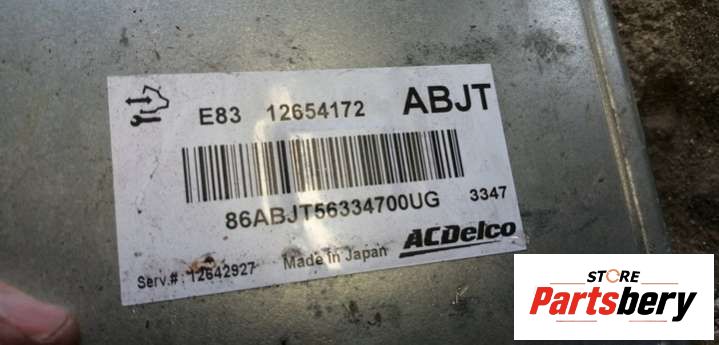 E83 12654172 ABJT
86ABJT56334700UG 3347
Serv.# 12642927 Made in Japan ACDelco
STORE
Partsbery